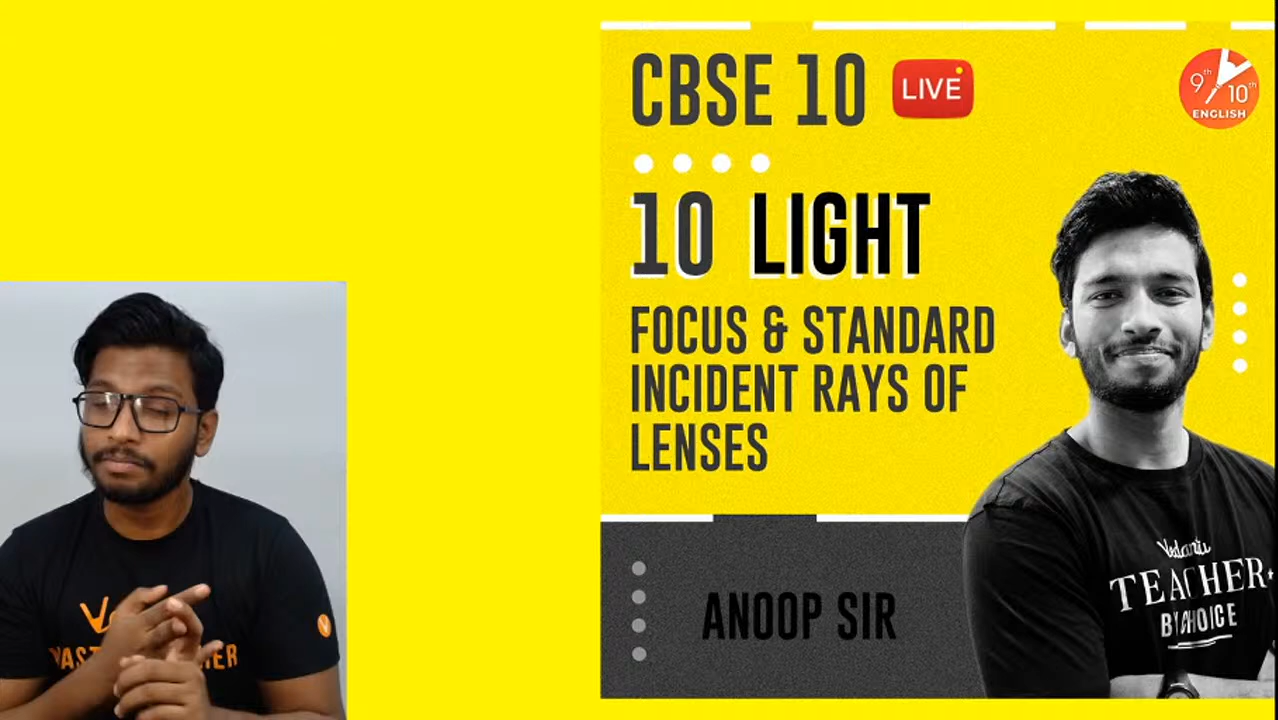 CBSE 10 LIVE
9th 10th
ENGLISH
10 LIGHT
FOCUS & STANDARD
INCIDENT RAYS OF
LENSES
ANOOP SIR
Vedantu
TEACHER
BY CHOICE